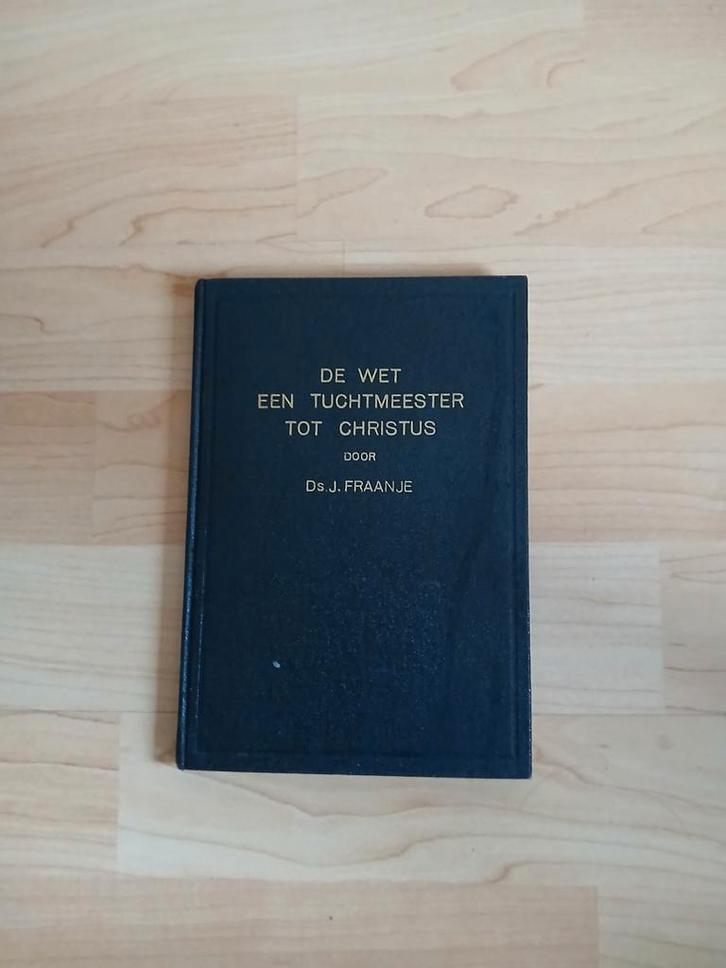 DE WET
EEN TUCHTMEESTER
TOT CHRISTUS
DOOR
Ds. J. FRAANJE